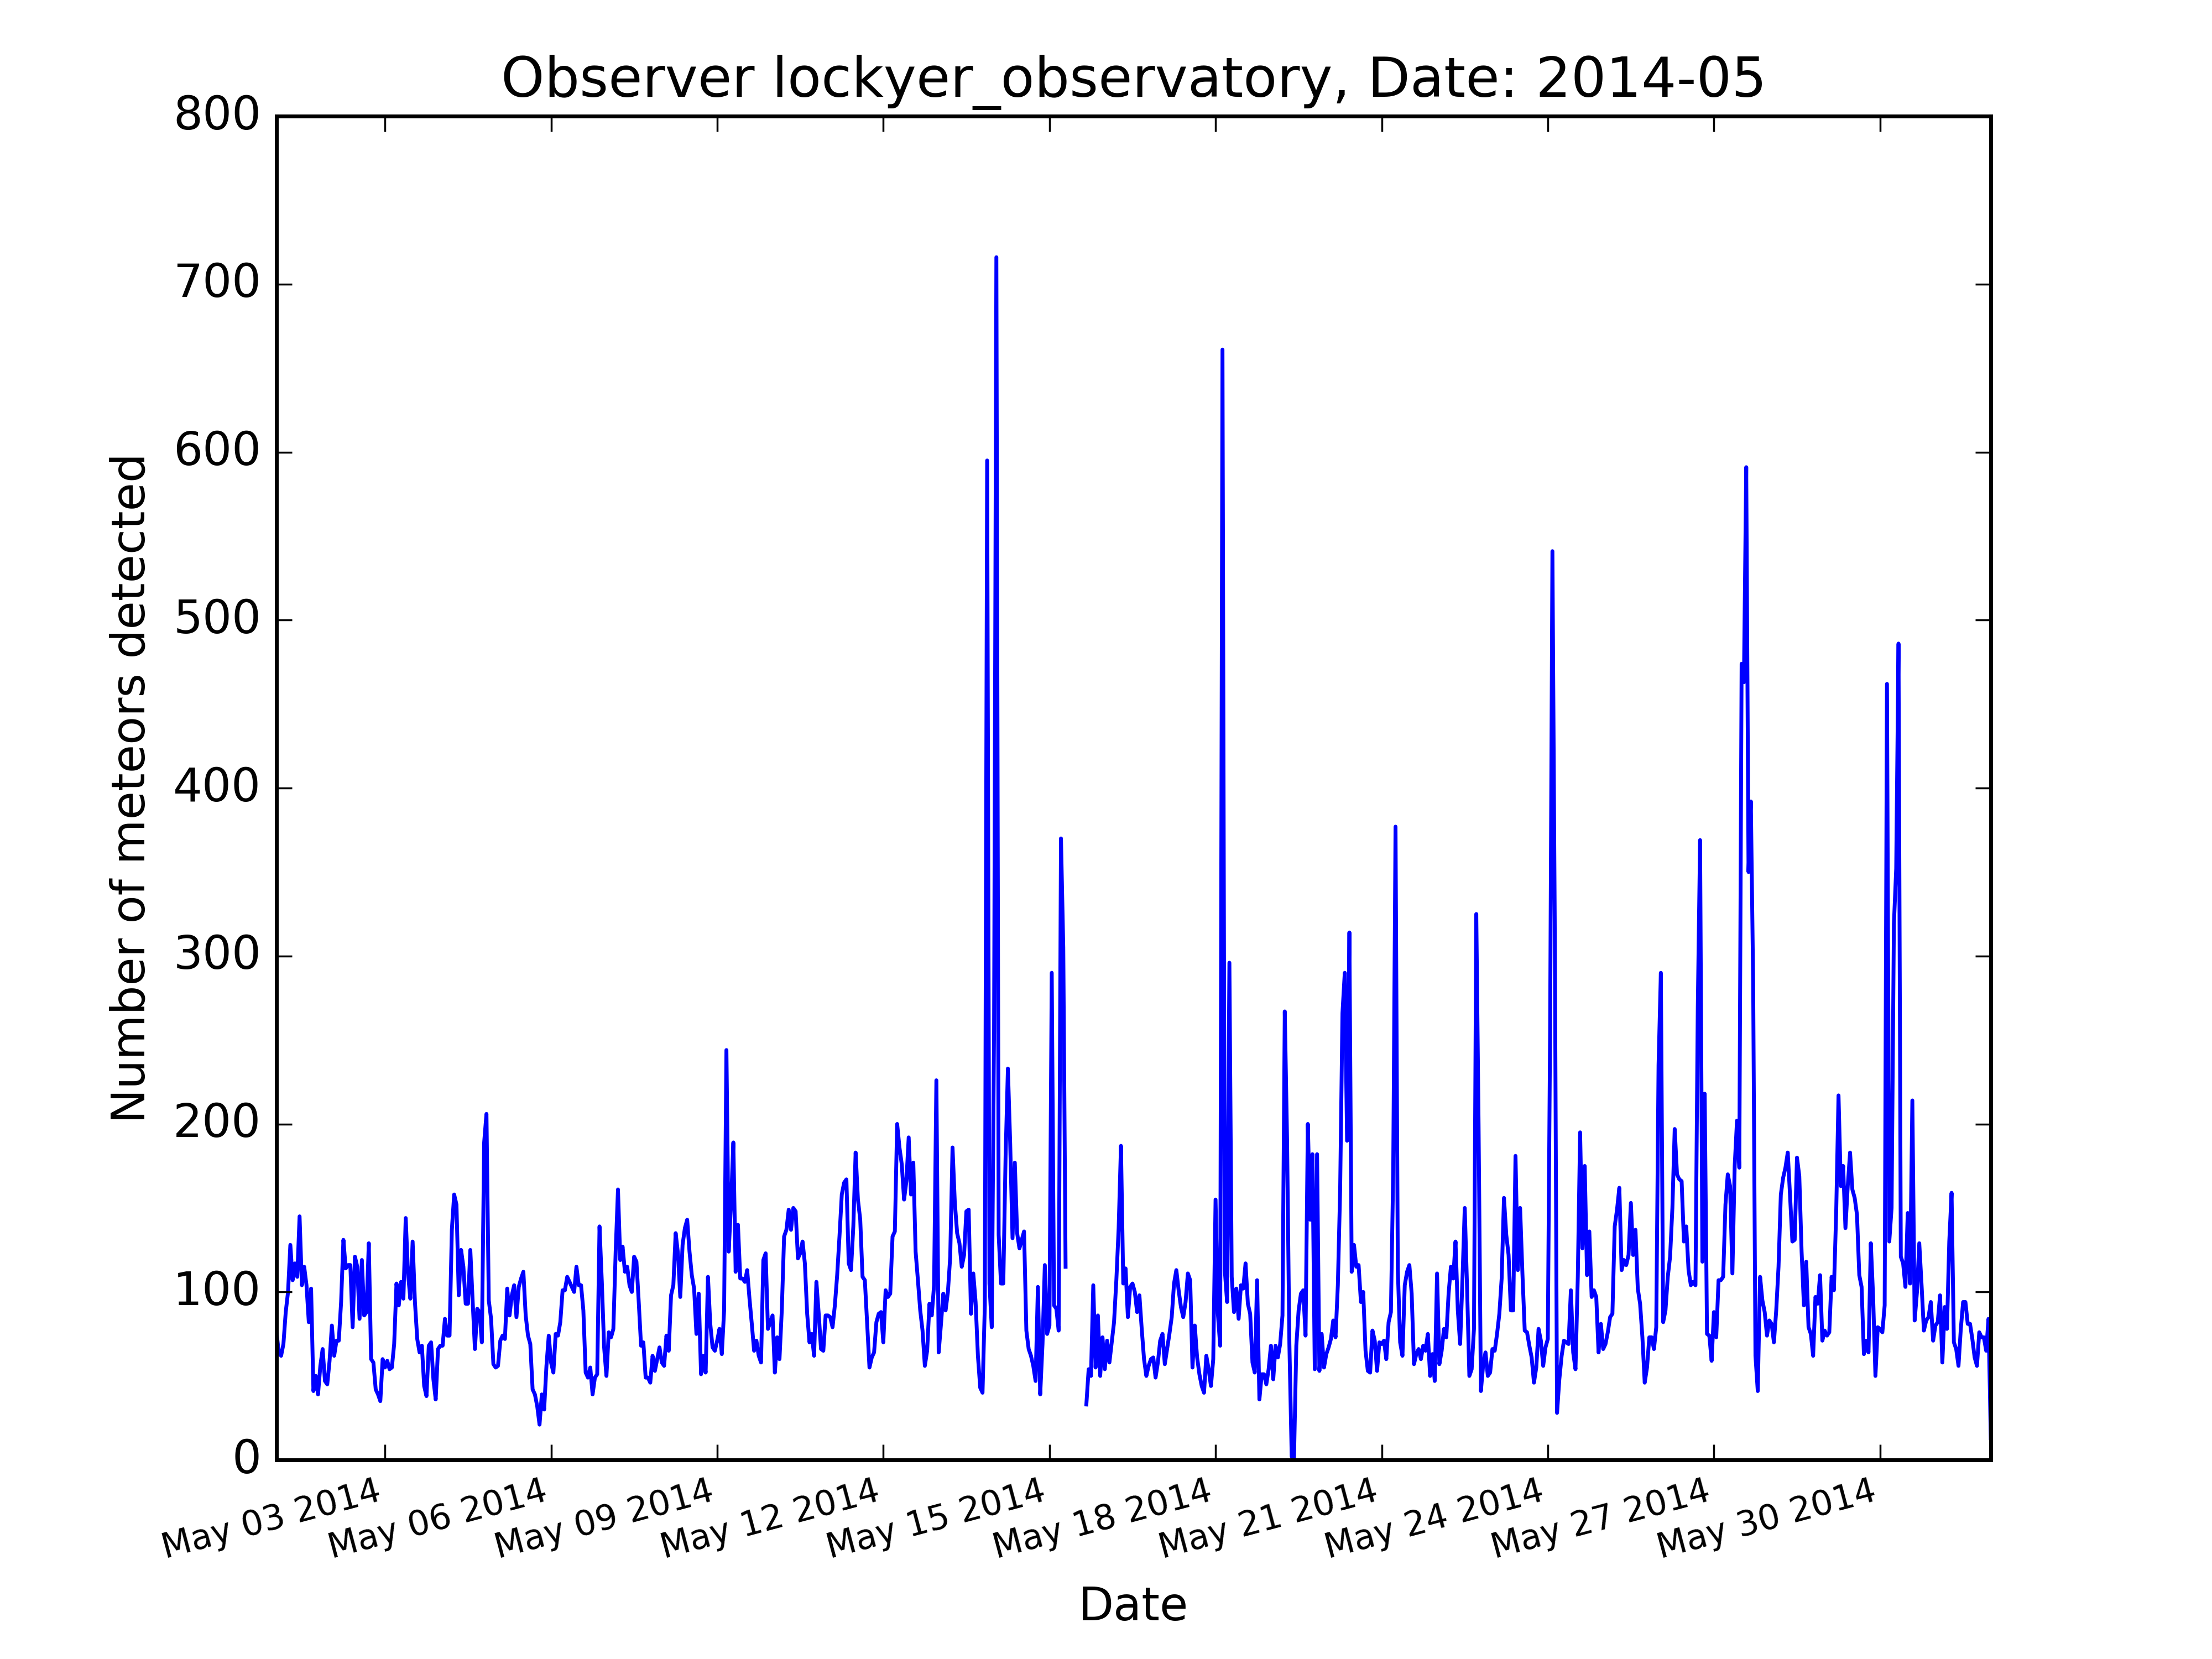 Observer lockyer_observatory, Date: 2014-05
800
700
600
500
400
300
200
100
0
Number of meteors detected
May 03 2014
May 06 2014
May 09 2014
May 12 2014
May 15 2014
May 18 2014
May 21 2014
May 24 2014
May 27 2014
May 30 2014
Date